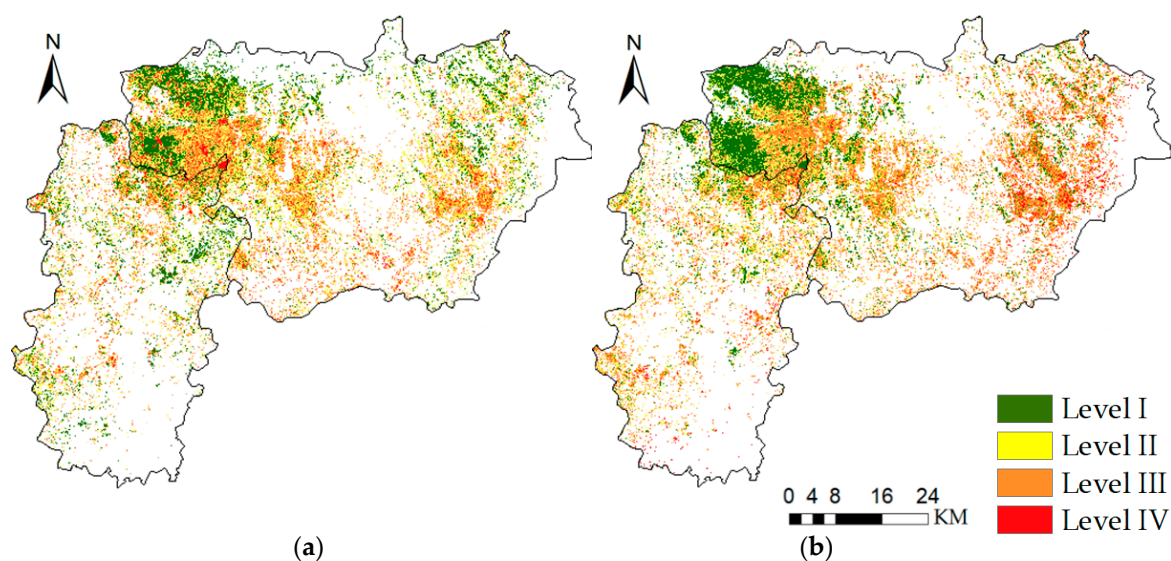 N
N
Level I
Level II
Level III
Level IV
0 4 8 16 24
KM
(a)
(b)